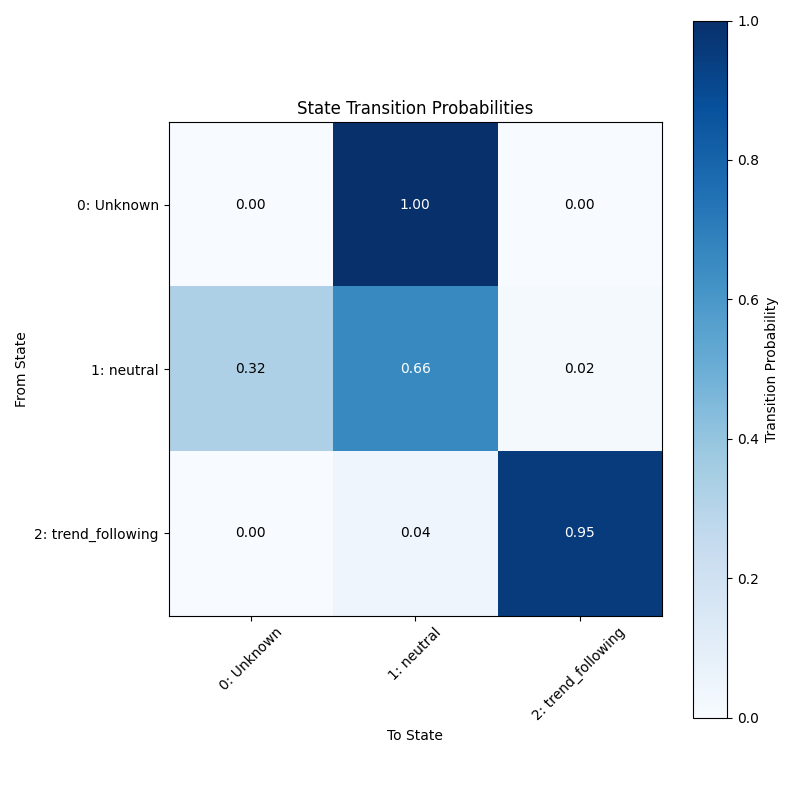 State Transition Probabilities
From State
0: Unknown
1: neutral
2: trend_following
0.00 1.00 0.00
0.32 0.66 0.02
0.00 0.04 0.95
0: Unknown
1: neutral
2: trend_following
To State
1.0
0.8
0.6
0.4
0.2
0.0
Transition Probability